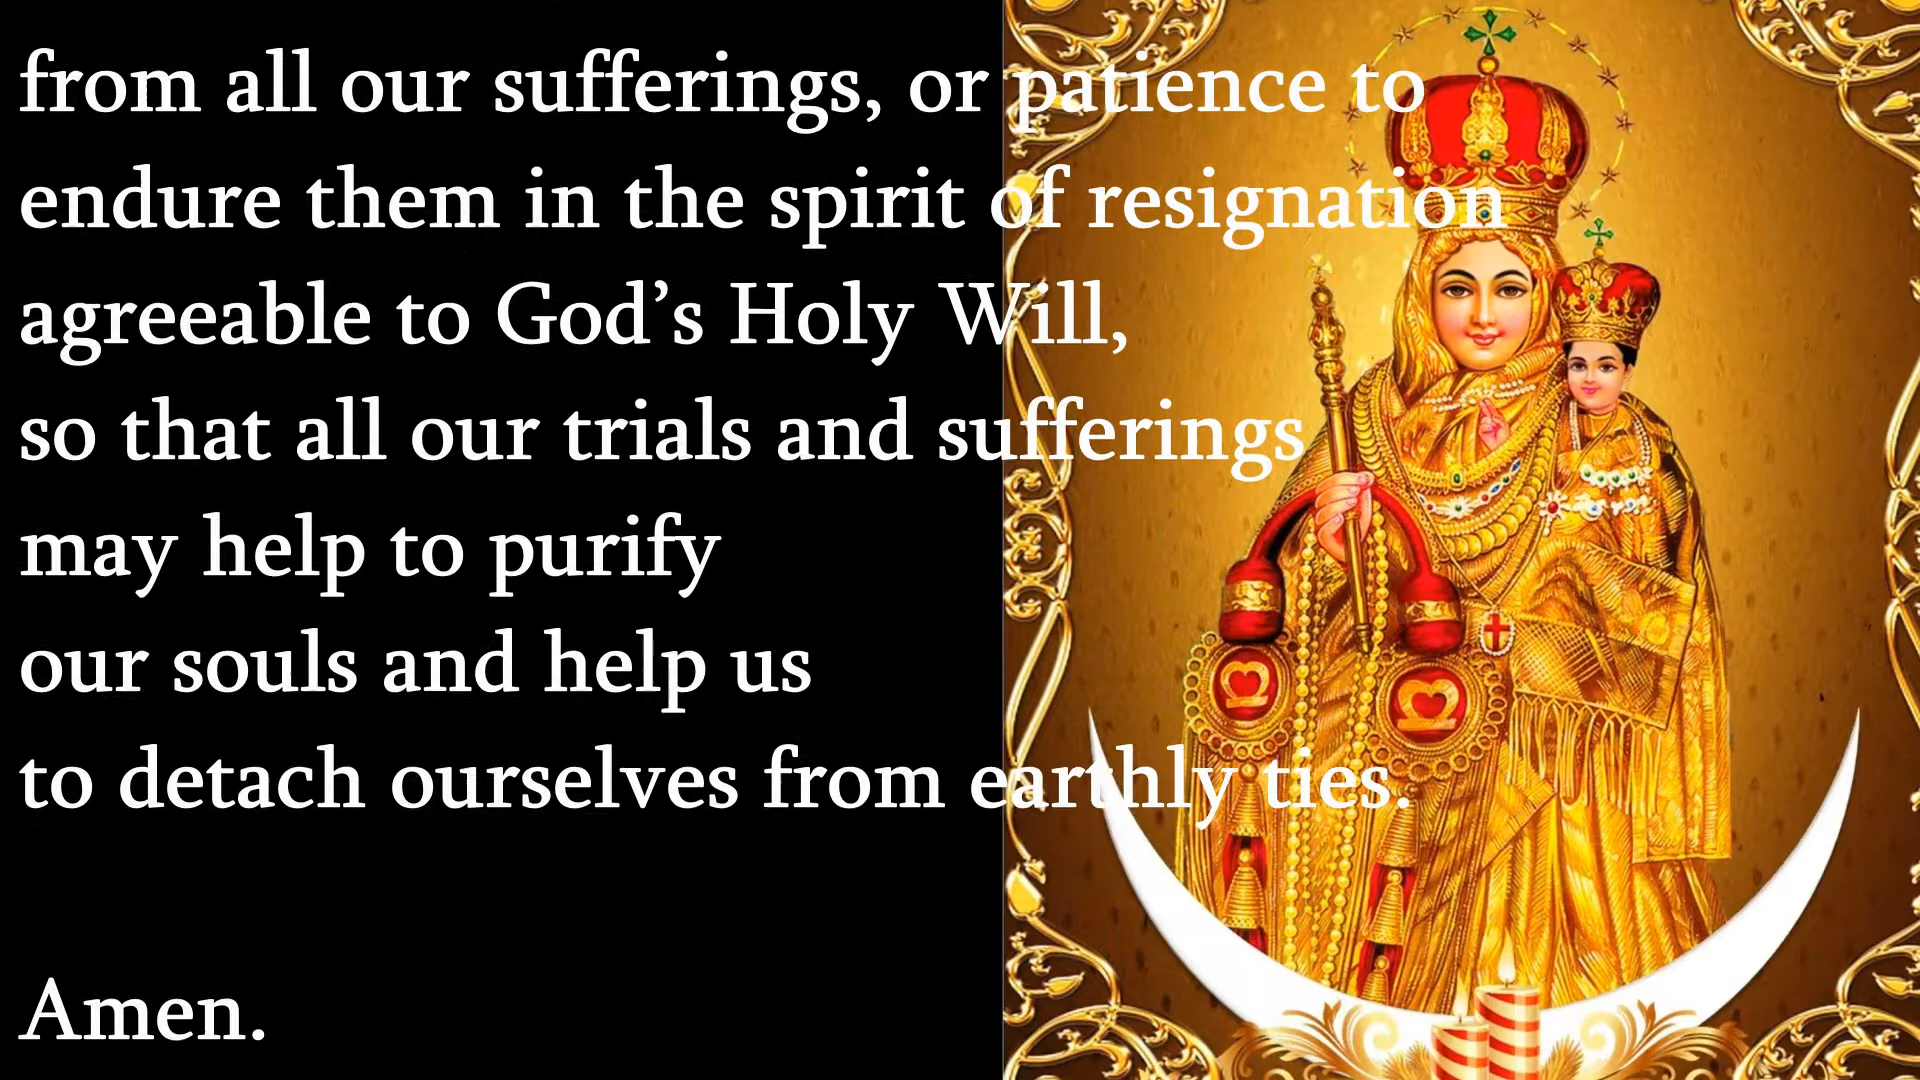 from all our sufferings, or patience to
endure them in the spirit of resignation
agreeable to God’s Holy Will,
so that all our trials and sufferings
may help to purify
our souls and help us
to detach ourselves from earthly ties.
Amen.